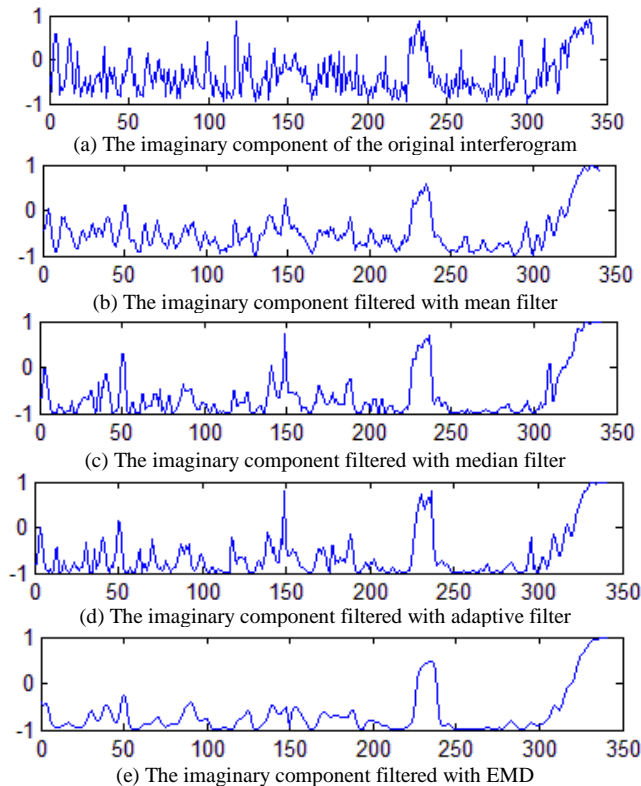 1
0
-1
0 50 100 150 200 250 300 350
(a) The imaginary component of the original interferogram
1
0
-1
0 50 100 150 200 250 300 350
(b) The imaginary component filtered with mean filter
1
0
-1
0 50 100 150 200 250 300 350
(c) The imaginary component filtered with median filter
1
0
-1
0 50 100 150 200 250 300 350
(d) The imaginary component filtered with adaptive filter
1
0
-1
0 50 100 150 200 250 300 350
(e) The imaginary component filtered with EMD